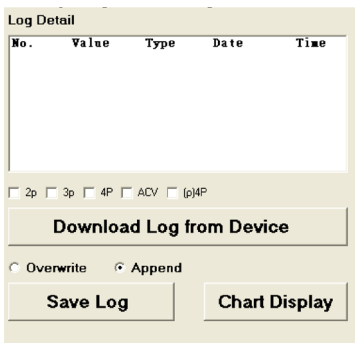 Log Detail
No. Value Type Date Time
2p 3p 4P ACV (ρ)4P
Download Log from Device
Overwrite Append
Save Log Chart Display